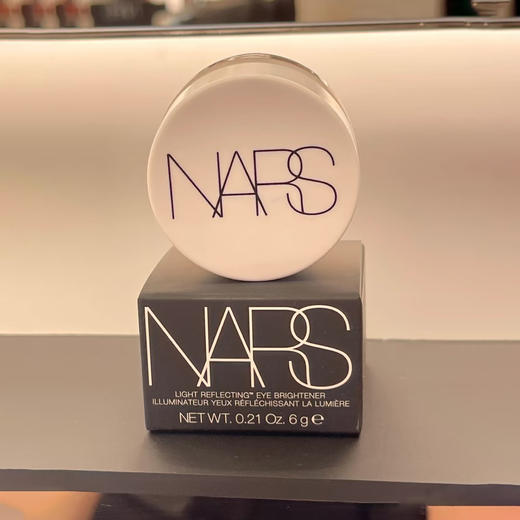 NARS
NARS
LIGHT REFLECTING™ EYE BRIGHTENER
ILLUMINATEUR YEUX RÉFLÉCHISSANT LA LUMIÈRE
NET WT. 0.21 Oz. 6 g ℮